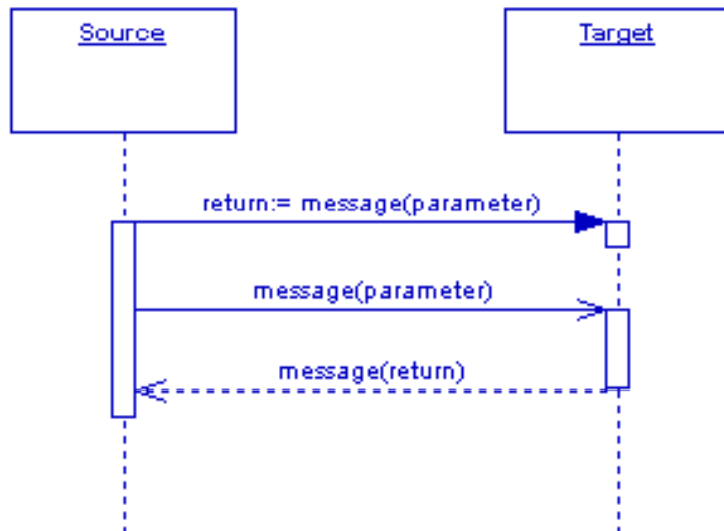 Source
Target
return:= message(parameter)
message(parameter)
message(return)